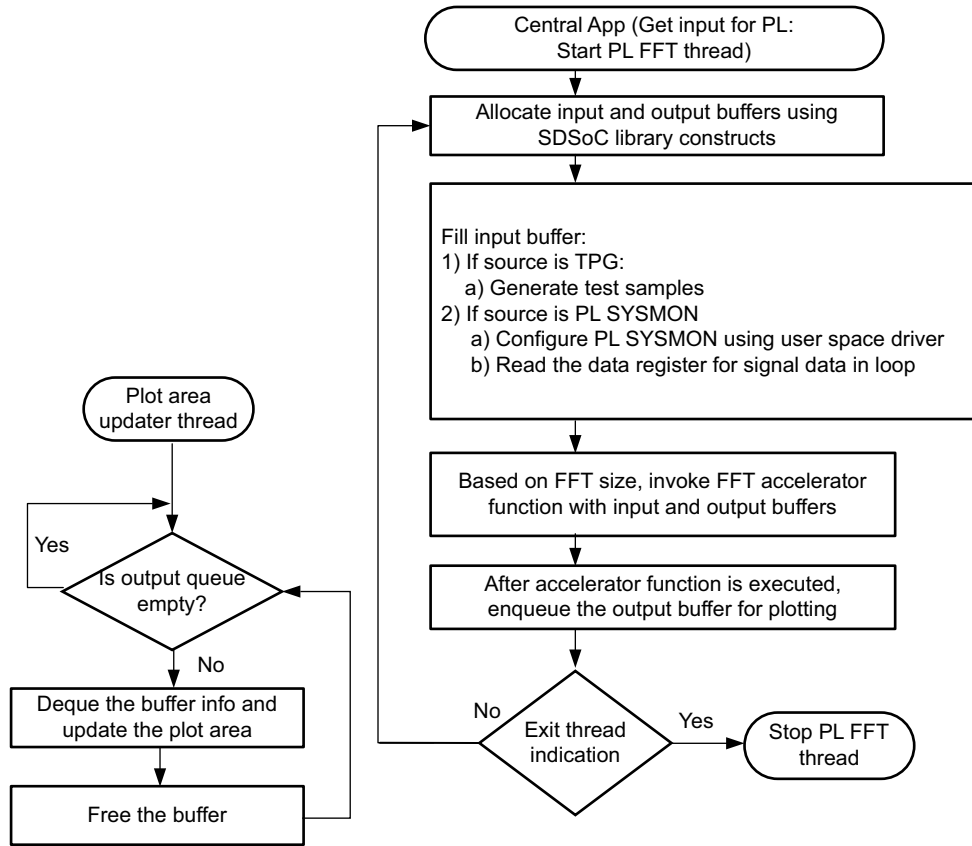 Central App (Get input for PL:
Start PL FFT thread)
Allocate input and output buffers using
SDSoC library constructs
Fill input buffer:
1) If source is TPG:
a) Generate test samples
2) If source is PL SYSMON
a) Configure PL SYSMON using user space driver
b) Read the data register for signal data in loop
Based on FFT size, invoke FFT accelerator
function with input and output buffers
After accelerator function is executed,
enqueue the output buffer for plotting
Exit thread
indication
No
Yes
Stop PL FFT
thread
Plot area
updater thread
Yes
Is output queue
empty?
No
Deque the buffer info and
update the plot area
Free the buffer